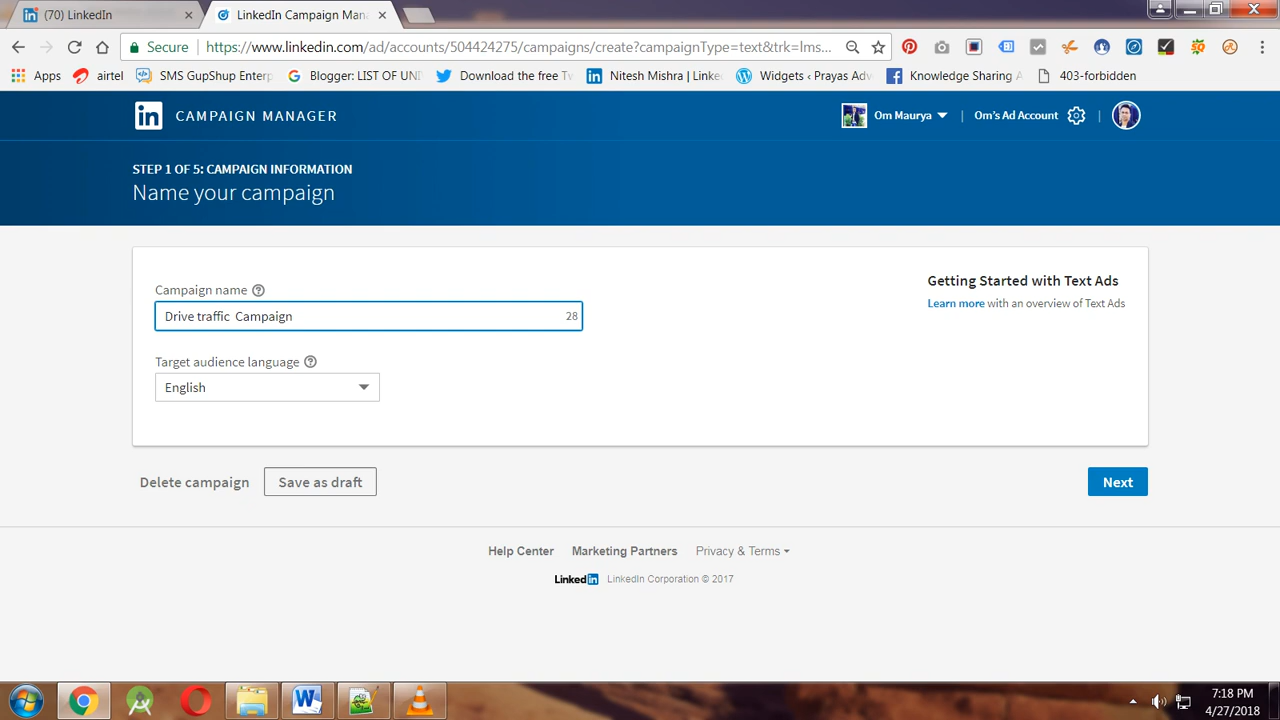 (70) LinkedIn
LinkedIn Campaign Man
Secure
https://www.linkedin.com/ad/accounts/504424275/campaigns/create?campaignType=text&trk=lms...
Apps
airtel
SMS GupShup Enterp
Blogger: LIST OF UNI
Download the free Tw
Nitesh Mishra | Linke
Widgets ‹ Prayas Adv
Knowledge Sharing A
403-forbidden
in CAMPAIGN MANAGER
Om Maurya
Om's Ad Account
STEP 1 OF 5: CAMPAIGN INFORMATION
Name your campaign
Campaign name ?
Drive traffic  Campaign
28
Target audience language ?
English
Getting Started with Text Ads
Learn more with an overview of Text Ads
Delete campaign
Save as draft
Next
Help Center
Marketing Partners
Privacy & Terms
LinkedIn
LinkedIn Corporation © 2017
7:18 PM
4/27/2018